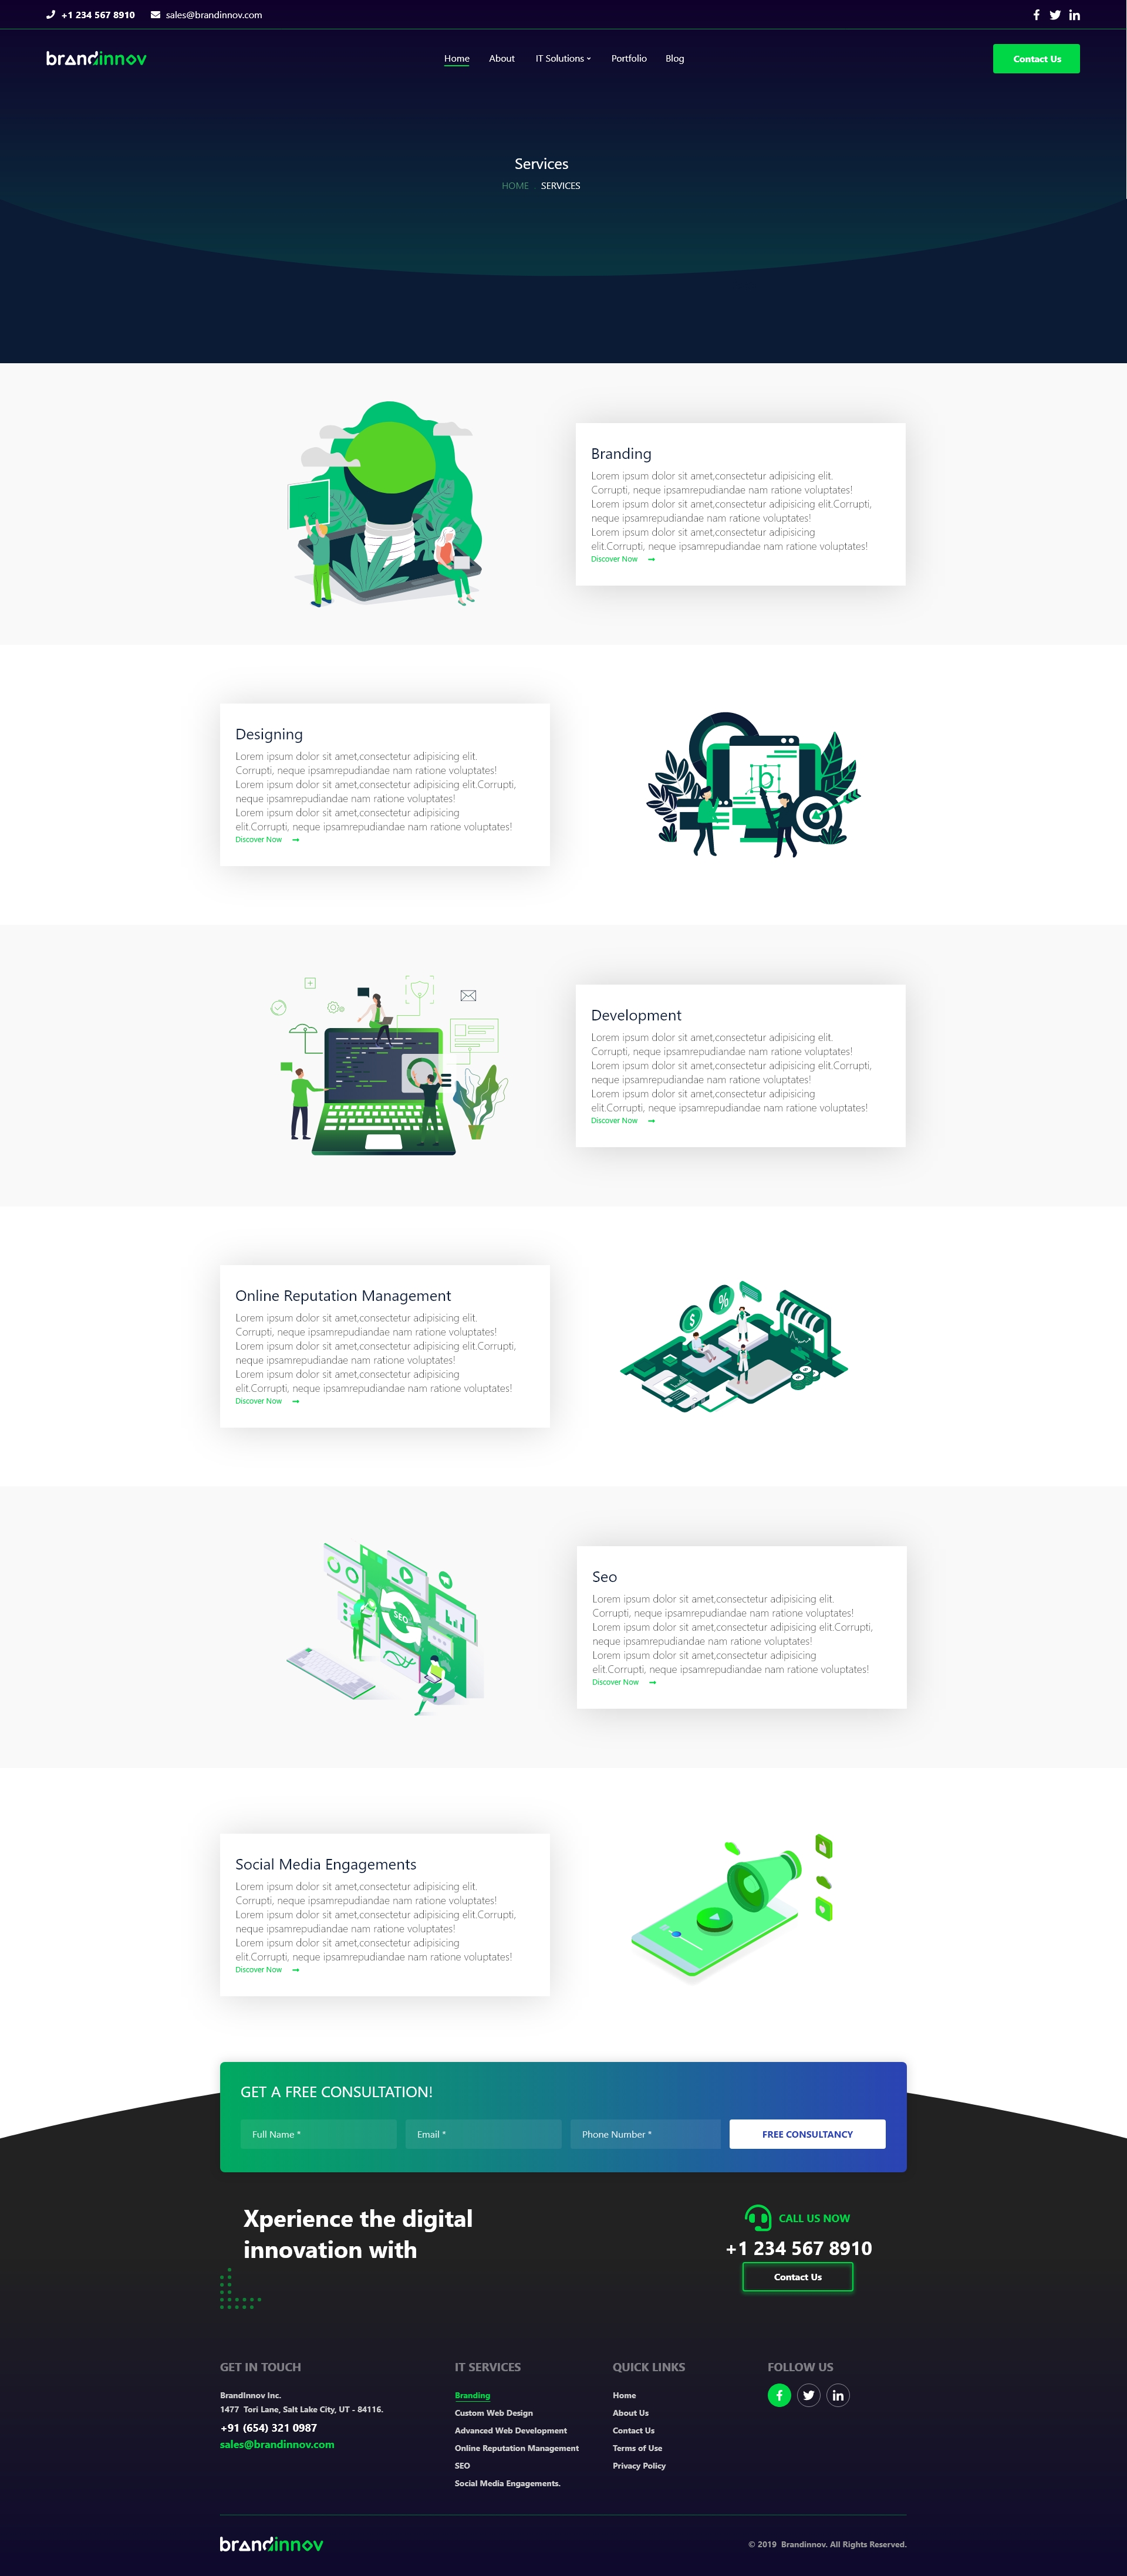 +1 234 567 8910 sales@brandinnov.com
brandinnov Home About IT Solutions Portfolio Blog Contact Us
Services
HOME . SERVICES
Branding
Lorem ipsum dolor sit amet,consectetur adipisicing elit.
Corrupti, neque ipsamrepudiandae nam ratione voluptates!
Lorem ipsum dolor sit amet,consectetur adipisicing elit.Corrupti,
neque ipsamrepudiandae nam ratione voluptates!
Lorem ipsum dolor sit amet,consectetur adipisicing
elit.Corrupti, neque ipsamrepudiandae nam ratione voluptates!
Discover Now
Designing
Lorem ipsum dolor sit amet,consectetur adipisicing elit.
Corrupti, neque ipsamrepudiandae nam ratione voluptates!
Lorem ipsum dolor sit amet,consectetur adipisicing elit.Corrupti,
neque ipsamrepudiandae nam ratione voluptates!
Lorem ipsum dolor sit amet,consectetur adipisicing
elit.Corrupti, neque ipsamrepudiandae nam ratione voluptates!
Discover Now
b
Development
Lorem ipsum dolor sit amet,consectetur adipisicing elit.
Corrupti, neque ipsamrepudiandae nam ratione voluptates!
Lorem ipsum dolor sit amet,consectetur adipisicing elit.Corrupti,
neque ipsamrepudiandae nam ratione voluptates!
Lorem ipsum dolor sit amet,consectetur adipisicing
elit.Corrupti, neque ipsamrepudiandae nam ratione voluptates!
Discover Now
Online Reputation Management
Lorem ipsum dolor sit amet,consectetur adipisicing elit.
Corrupti, neque ipsamrepudiandae nam ratione voluptates!
Lorem ipsum dolor sit amet,consectetur adipisicing elit.Corrupti,
neque ipsamrepudiandae nam ratione voluptates!
Lorem ipsum dolor sit amet,consectetur adipisicing
elit.Corrupti, neque ipsamrepudiandae nam ratione voluptates!
Discover Now
$ %
SEO
Seo
Lorem ipsum dolor sit amet,consectetur adipisicing elit.
Corrupti, neque ipsamrepudiandae nam ratione voluptates!
Lorem ipsum dolor sit amet,consectetur adipisicing elit.Corrupti,
neque ipsamrepudiandae nam ratione voluptates!
Lorem ipsum dolor sit amet,consectetur adipisicing
elit.Corrupti, neque ipsamrepudiandae nam ratione voluptates!
Discover Now
Social Media Engagements
Lorem ipsum dolor sit amet,consectetur adipisicing elit.
Corrupti, neque ipsamrepudiandae nam ratione voluptates!
Lorem ipsum dolor sit amet,consectetur adipisicing elit.Corrupti,
neque ipsamrepudiandae nam ratione voluptates!
Lorem ipsum dolor sit amet,consectetur adipisicing
elit.Corrupti, neque ipsamrepudiandae nam ratione voluptates!
Discover Now
GET A FREE CONSULTATION!
Full Name * Email * Phone Number * FREE CONSULTANCY
Xperience the digital
innovation with
CALL US NOW
+1 234 567 8910
Contact Us
GET IN TOUCH
BrandInnov Inc.
1477 Tori Lane, Salt Lake City, UT - 84116.
+91 (654) 321 0987
sales@brandinnov.com
IT SERVICES
Branding
Custom Web Design
Advanced Web Development
Online Reputation Management
SEO
Social Media Engagements.
QUICK LINKS
Home
About Us
Contact Us
Terms of Use
Privacy Policy
FOLLOW US
brandinnov
© 2019 Brandinnov. All Rights Reserved.